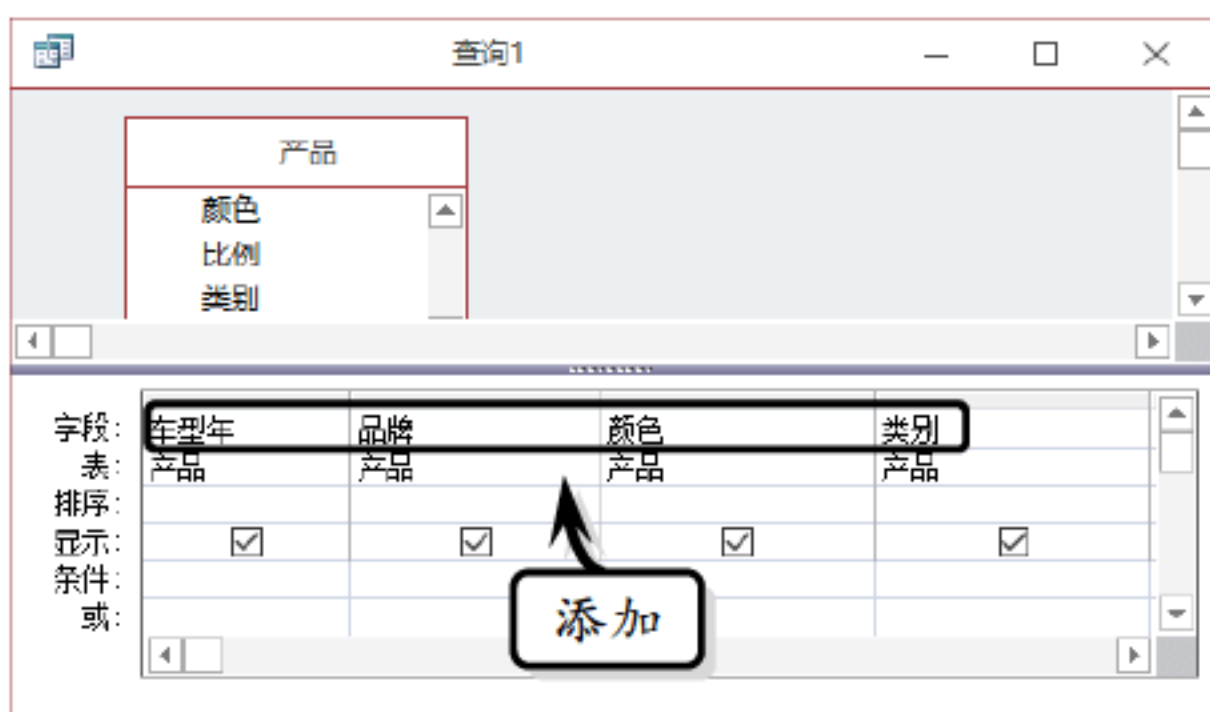 查询1
产品
颜色
比例
类别
字段: 车型年 品牌 颜色 类别
表: 产品 产品 产品 产品
排序:
显示:
条件:
或:
添加